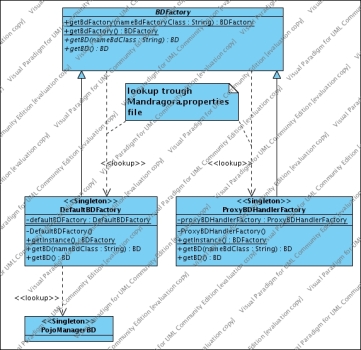 BDFactory
+getBdFactory(nameBdFactoryClass : String) : BDFactory
+getBdFactory() : BDFactory
+getBD(nameBdClass : String) : BD
+getBD() : BD
lookup trough
Mandragora.properties
file
<lookup>>
<lookup>>
<<Singleton>>
DefaultBDFactory
-defaultBDFactory : DefaultBDFactory
-DefaultBDFactory()
+getInstance() : BDFactory
+getBD(nameBdClass : String) : BD
+getBD() : BD
<<Singleton>>
ProxyBDHandlerFactory
-proxyBDHandlerFactory : ProxyBDHandlerFactory
-ProxyBDHandlerFactory()
+getInstance() : BDFactory
+getBD(nameBdClass : String) : BD
+getBD() : BD
<<lookup>>
<<Singleton>>
PojoManagerBD
Visual Paradigm for UML Community Edition [evaluation copy]